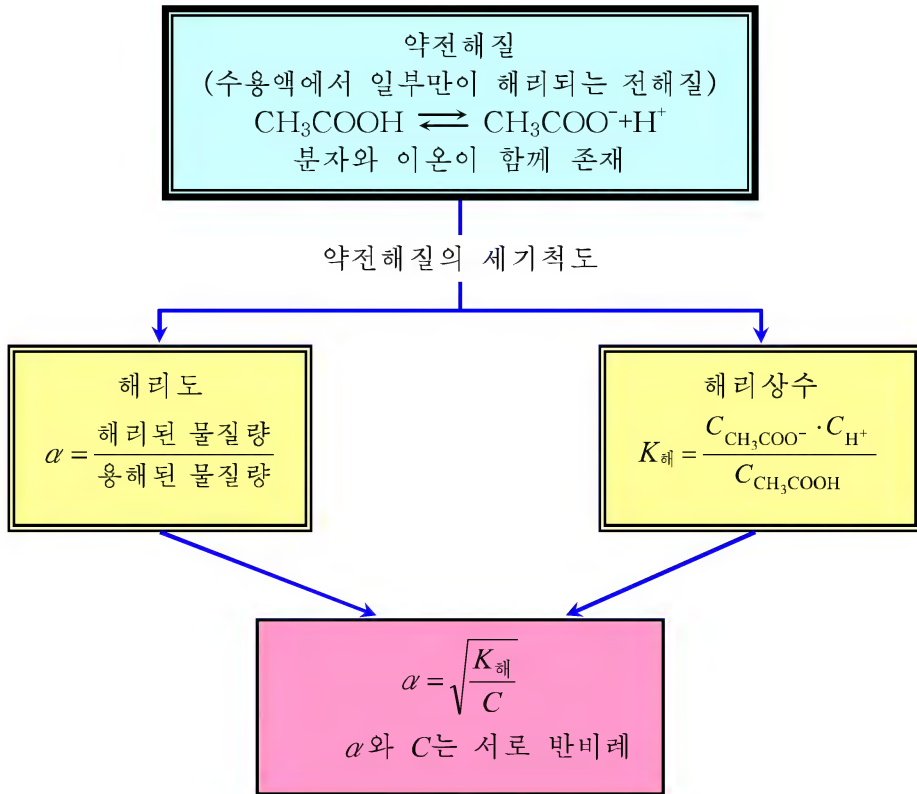 약전해질
(수용액에서 일부만이 해리되는 전해질)
CH₃COOH ⇄ CH₃COO⁻+H⁺
분자와 이온이 함께 존재
약전해질의 세기척도
해리도
α = 해리된 물질량 / 용해된 물질량
해리상수
K해 = C_CH₃COO⁻ · C_H⁺ / C_CH₃COOH
α = √(K해 / C)
α와 C는 서로 반비례